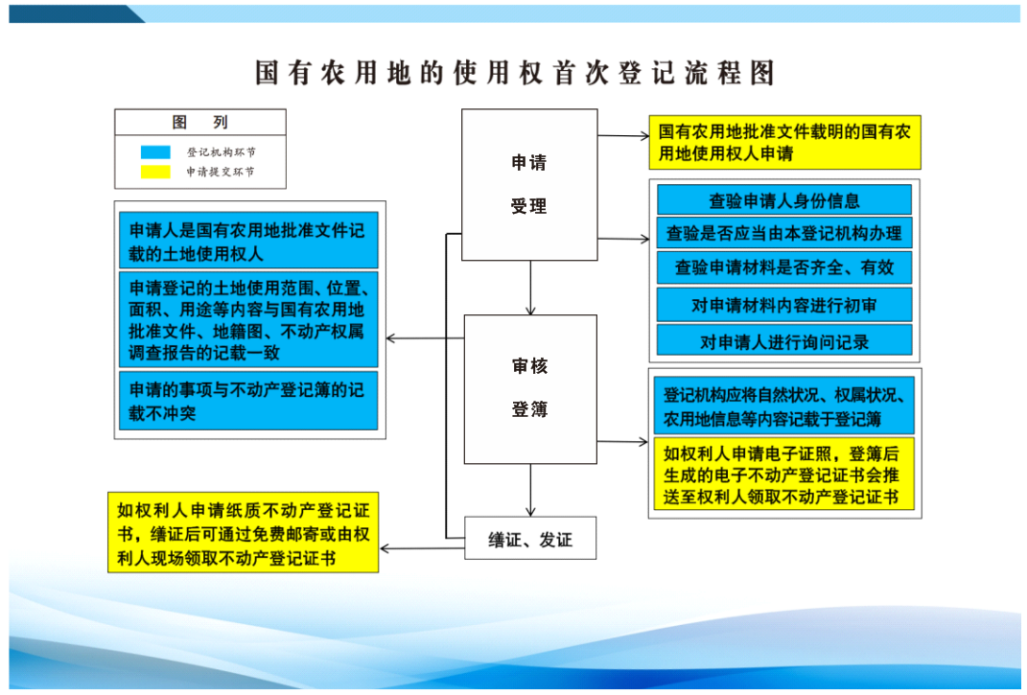 国有农用地的使用权首次登记流程图
图 列
登记机构环节
申请提交环节
申请
受理
国有农用地批准文件载明的国有农
用地使用权人申请
查验申请人身份信息
查验是否应当由本登记机构办理
查验申请材料是否齐全、有效
对申请材料内容进行初审
对申请人进行询问记录
申请人是国有农用地批准文件记
载的土地使用权人
申请登记的土地使用范围、位置、
面积、用途等内容与国有农用地
批准文件、地籍图、不动产权属
调查报告的记载一致
申请的事项与不动产登记簿的记
载不冲突
审核
登簿
登记机构应将自然状况、权属状况、
农用地信息等内容记载于登记簿
如权利人申请电子证照，登簿后
生成的电子不动产登记证书会推
送至权利人领取不动产登记证书
如权利人申请纸质不动产登记证
书，缮证后可通过免费邮寄或由权
利人现场领取不动产登记证书
缮证、发证